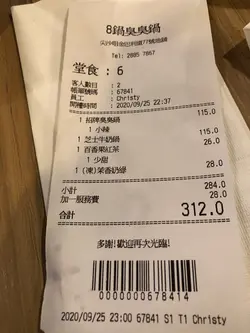 8鍋臭臭鍋
Tel: 2885 7667
堂食 : 6
客人數目 : 2
帳單號碼 : 67841
員工 : Christy
開檯時間 : 2020/09/25 22:37
1 招牌臭臭鍋 115.0
1 小辣
1 芝士牛奶鍋 115.0
1 百香果紅茶 26.0
1 少甜
1 (凍)茉香奶綠 28.0
小計 284.0
加一服務費 28.0
合計 312.0
多謝!歡迎再次光臨!
0000000678414
2020/09/25 23:00 67841 S1 T1 Christy